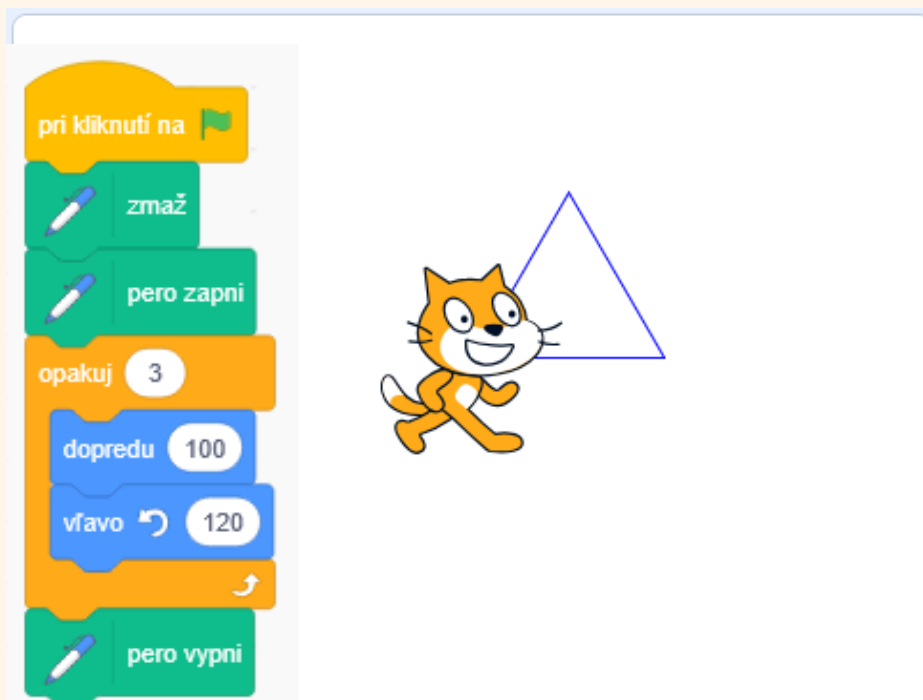 pri kliknutí na
zmaž
pero zapni
opakuj 3
dopredu 100
vľavo 120
pero vypni